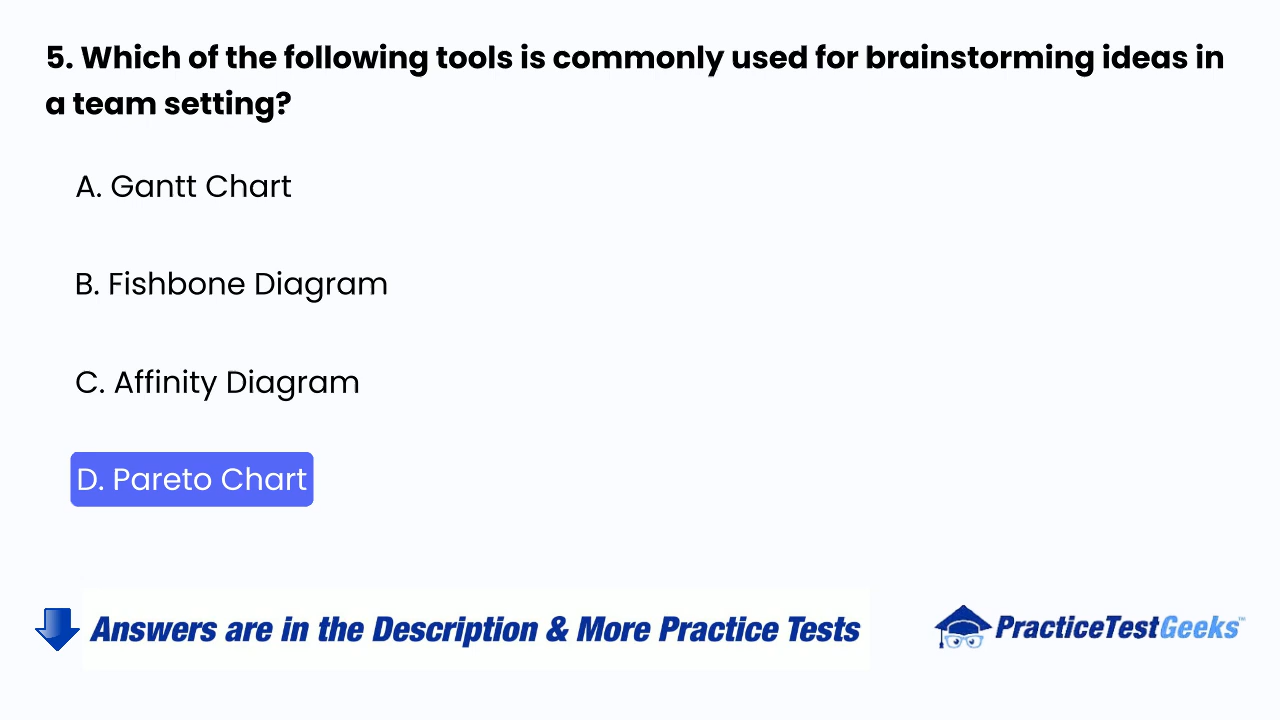 5. Which of the following tools is commonly used for brainstorming ideas in
a team setting?
A. Gantt Chart
B. Fishbone Diagram
C. Affinity Diagram
D. Pareto Chart
Answers are in the Description & More Practice Tests
PracticeTestGeeks™